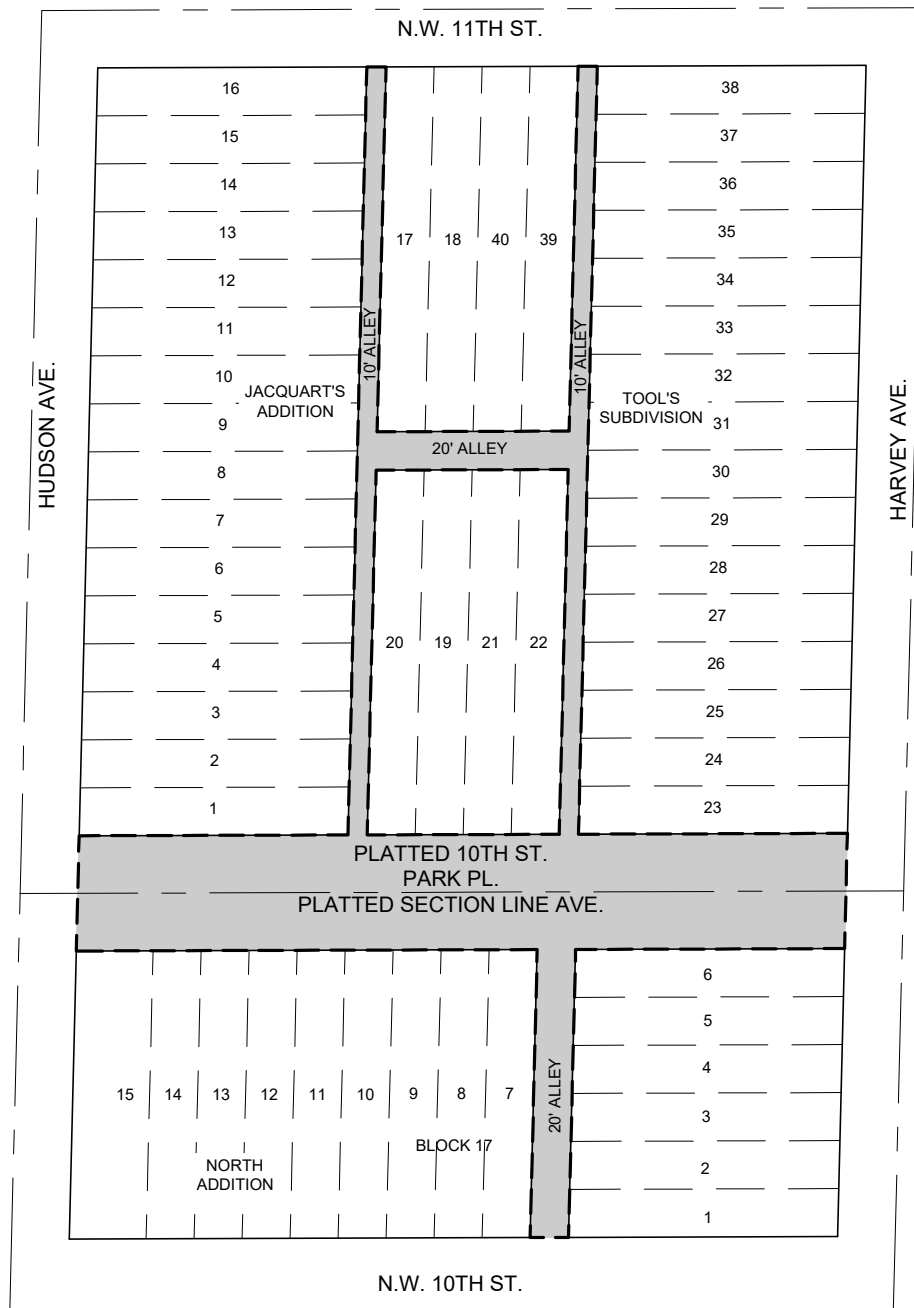 N.W. 11TH ST.
16
15
14
13
12
11
10
9
8
7
6
5
4
3
2
1
JACQUART'S
ADDITION
HUDSON AVE.
10' ALLEY
17 18 40 39
10' ALLEY
20' ALLEY
20 19 21 22
38
37
36
35
34
33
32
31
30
29
28
27
26
25
24
23
TOOL'S
SUBDIVISION
HARVEY AVE.
PLATTED 10TH ST.
PARK PL.
PLATTED SECTION LINE AVE.
15 14 13 12 11 10 9 8 7
BLOCK 17
NORTH
ADDITION
20' ALLEY
6
5
4
3
2
1
N.W. 10TH ST.